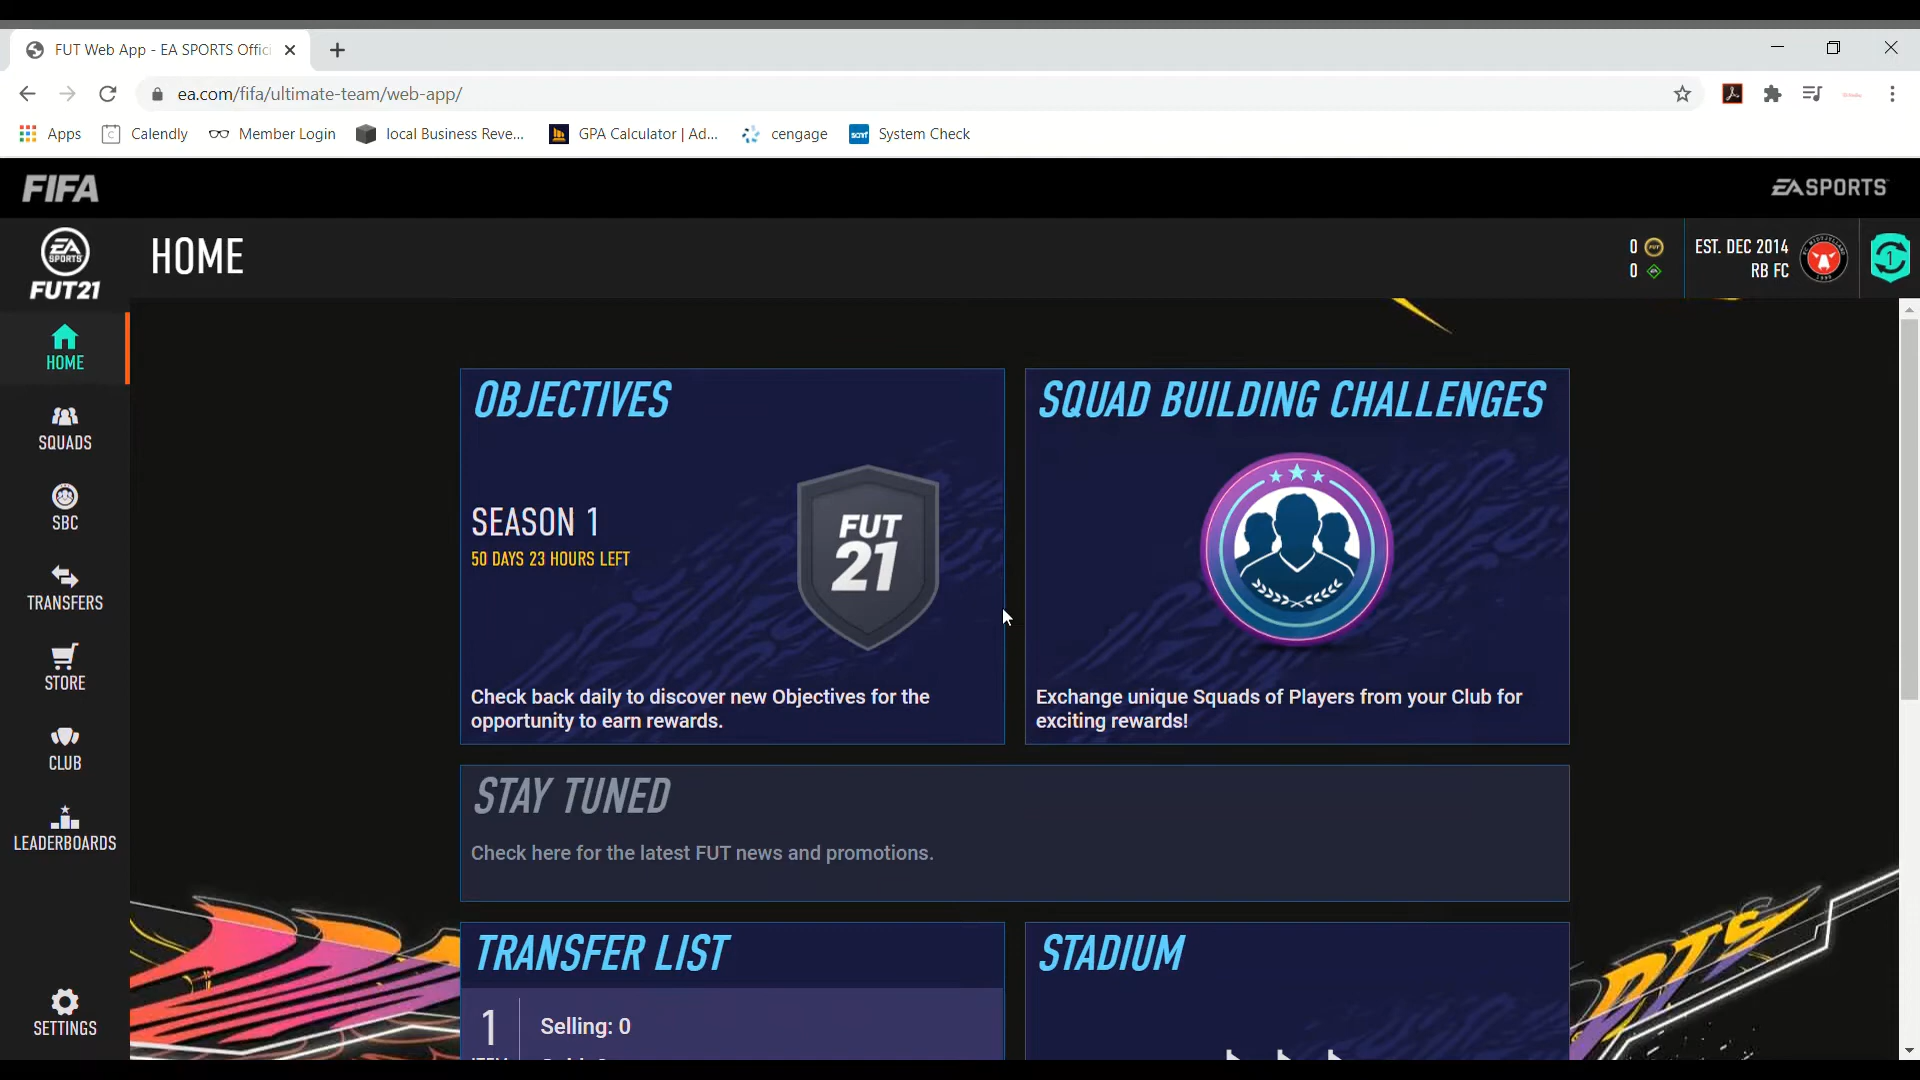 FUT Web App - EA SPORTS Offici
ea.com/fifa/ultimate-team/web-app/
Apps Calendly Member Login local Business Reve... GPA Calculator | Ad... cengage System Check
FIFA
EA SPORTS
EA SPORTS
FUT21
HOME
0
0
EST. DEC 2014
RB FC
1
HOME
SQUADS
SBC
TRANSFERS
STORE
CLUB
LEADERBOARDS
SETTINGS
OBJECTIVES
SEASON 1
50 DAYS 23 HOURS LEFT
FUT
21
Check back daily to discover new Objectives for the
opportunity to earn rewards.
SQUAD BUILDING CHALLENGES
Exchange unique Squads of Players from your Club for
exciting rewards!
STAY TUNED
Check here for the latest FUT news and promotions.
TRANSFER LIST
1
Selling: 0
STADIUM